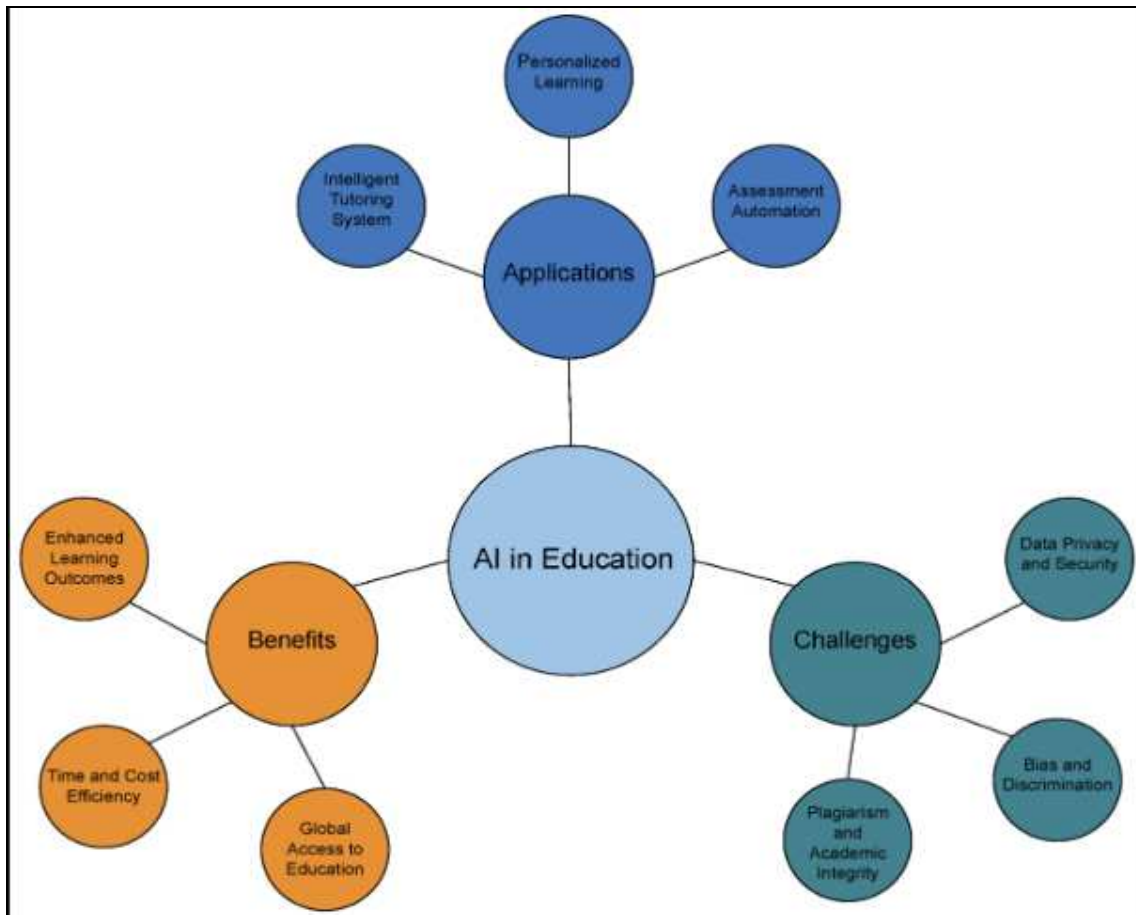 Personalized
Learning
Intelligent
Tutoring
System
Assessment
Automation
Applications
AI in Education
Enhanced
Learning
Outcomes
Benefits
Time and Cost
Efficiency
Global
Access to
Education
Data Privacy
and Security
Challenges
Bias and
Discrimination
Plagiarism
and
Academic
Integrity